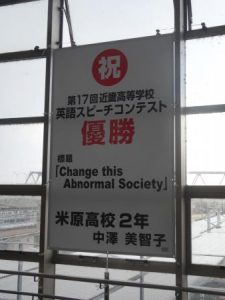 祝
第17回近畿高等学校
英語スピーチコンテスト
優勝
標題
「Change this
Abnormal Society」
米原高校2年
中澤 美智子